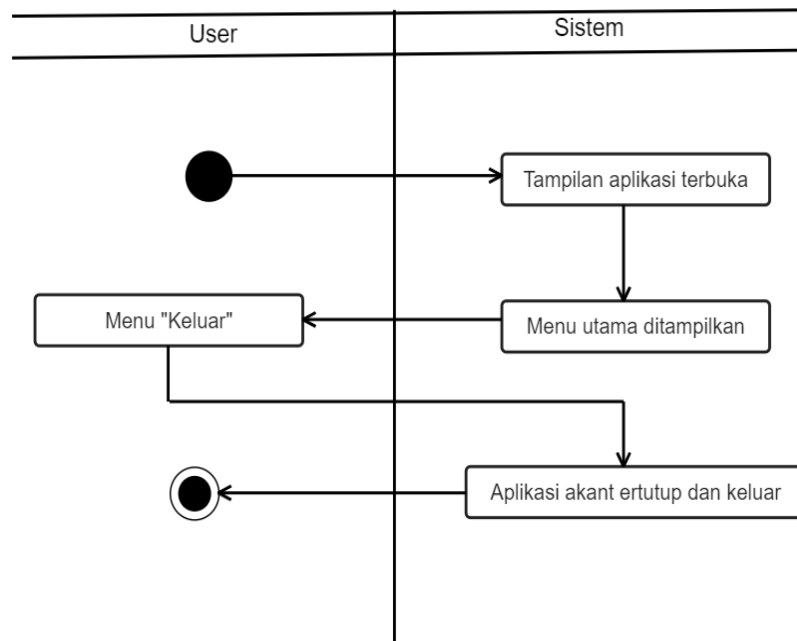 User
Sistem
Tampilan aplikasi terbuka
Menu "Keluar"
Menu utama ditampilkan
Aplikasi akant ertutup dan keluar